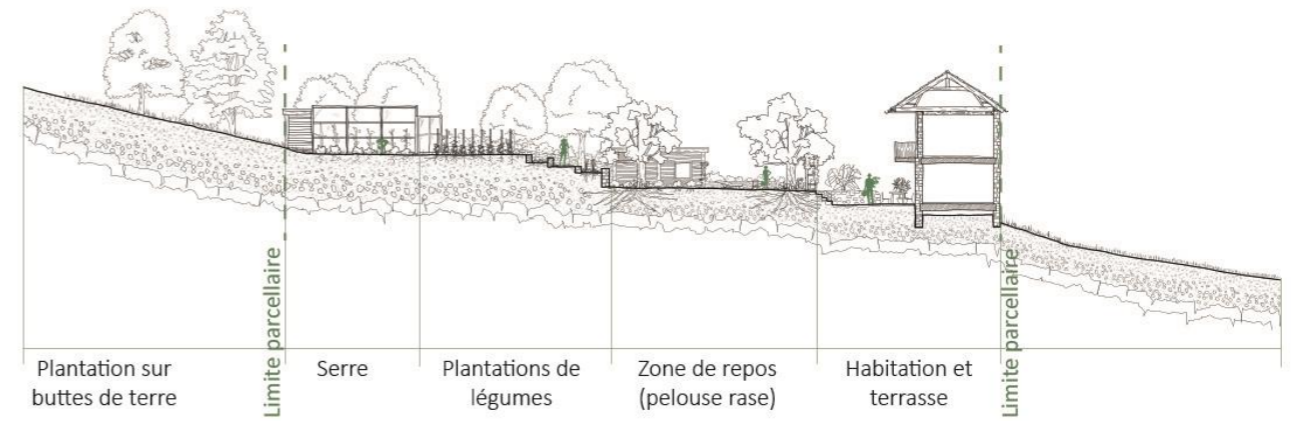 Limite parcellaire
Limite parcellaire
Plantation sur
buttes de terre
Serre
Plantations de
légumes
Zone de repos
(pelouse rase)
Habitation et
terrasse